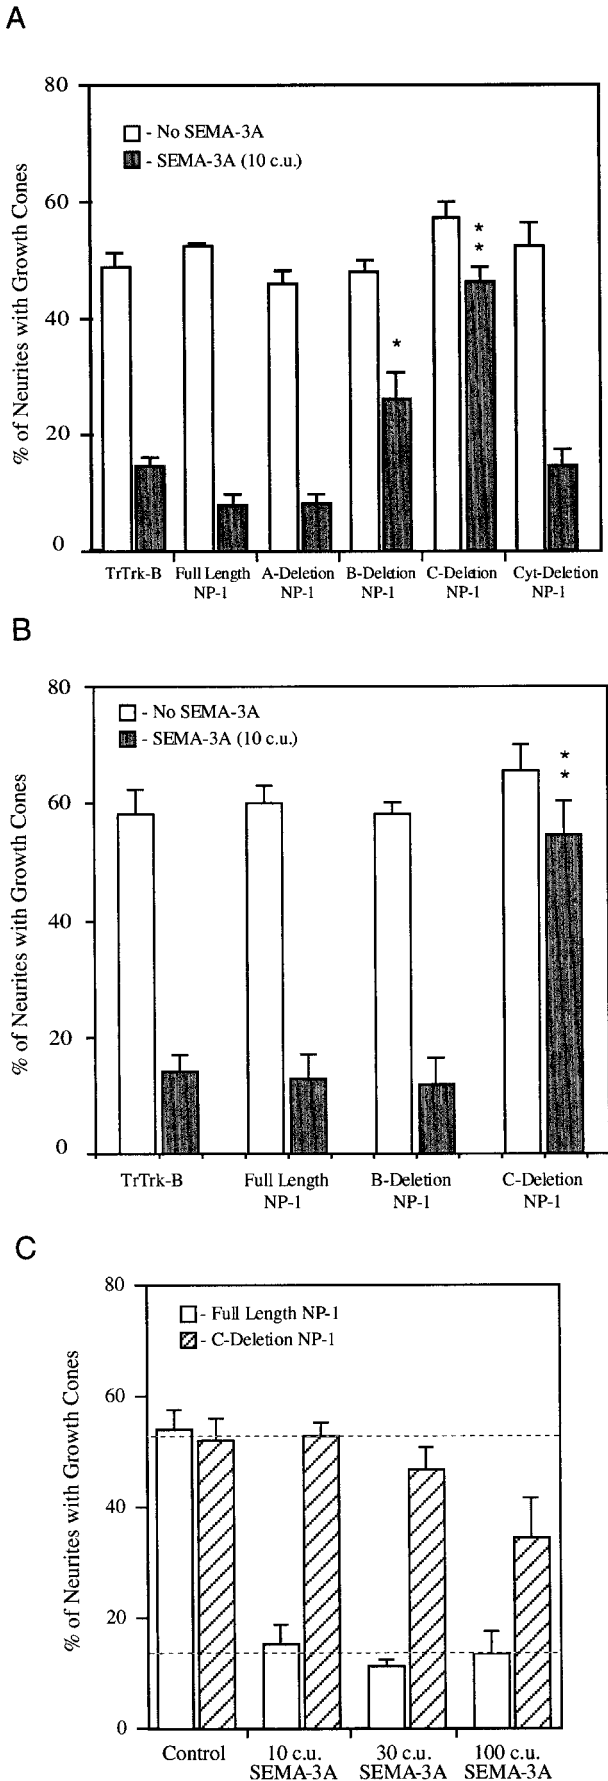 A
% of Neurites with Growth Cones
80
60
40
20
0
- No SEMA-3A
- SEMA-3A (10 c.u.)
*
*
*
TrTrk-B
Full Length
NP-1
A-Deletion
NP-1
B-Deletion
NP-1
C-Deletion
NP-1
Cyt-Deletion
NP-1
B
% of Neurites with Growth Cones
80
60
40
20
0
- No SEMA-3A
- SEMA-3A (10 c.u.)
*
*
TrTrk-B
Full Length
NP-1
B-Deletion
NP-1
C-Deletion
NP-1
C
% of Neurites with Growth Cones
80
60
40
20
0
- Full Length NP-1
- C-Deletion NP-1
Control
10 c.u.
SEMA-3A
30 c.u.
SEMA-3A
100 c.u.
SEMA-3A